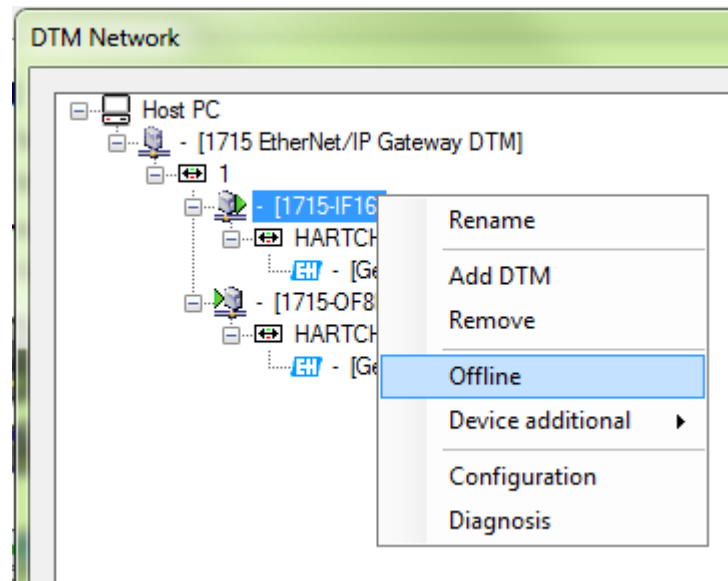 DTM Network
Host PC
- [1715 EtherNet/IP Gateway DTM]
1
- [1715-IF16
HARTCH
- [Ge
- [1715-OF8
HARTCH
- [Ge
Rename
Add DTM
Remove
Offline
Device additional
Configuration
Diagnosis